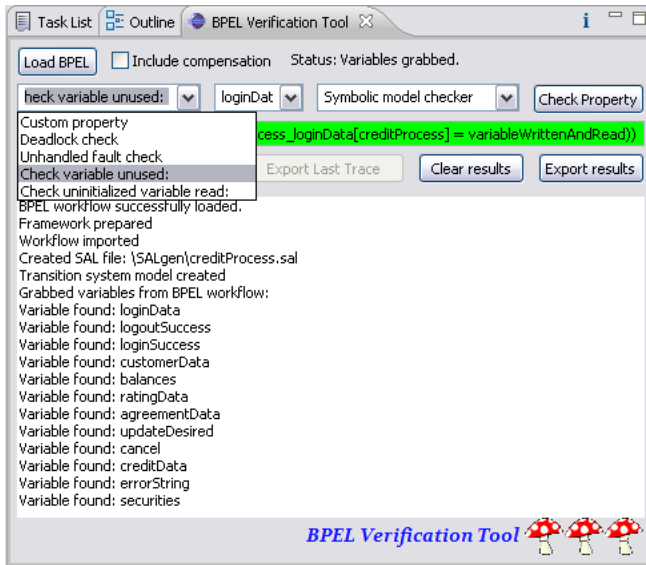 Task List Outline BPEL Verification Tool
Load BPEL Include compensation Status: Variables grabbed.
heck variable unused: loginDat Symbolic model checker Check Property
Custom property
cess_loginData[creditProcess] = variableWrittenAndRead))
Deadlock check
Unhandled fault check
Check variable unused:
Export Last Trace Clear results Export results
Check uninitialized variable read:
BPEL workflow successfully loaded.
Framework prepared
Workflow imported
Created SAL file: \SALgen\creditProcess.sal
Transition system model created
Grabbed variables from BPEL workflow:
Variable found: loginData
Variable found: logoutSuccess
Variable found: loginSuccess
Variable found: customerData
Variable found: balances
Variable found: ratingData
Variable found: agreementData
Variable found: updateDesired
Variable found: cancel
Variable found: creditData
Variable found: errorString
Variable found: securities
BPEL Verification Tool